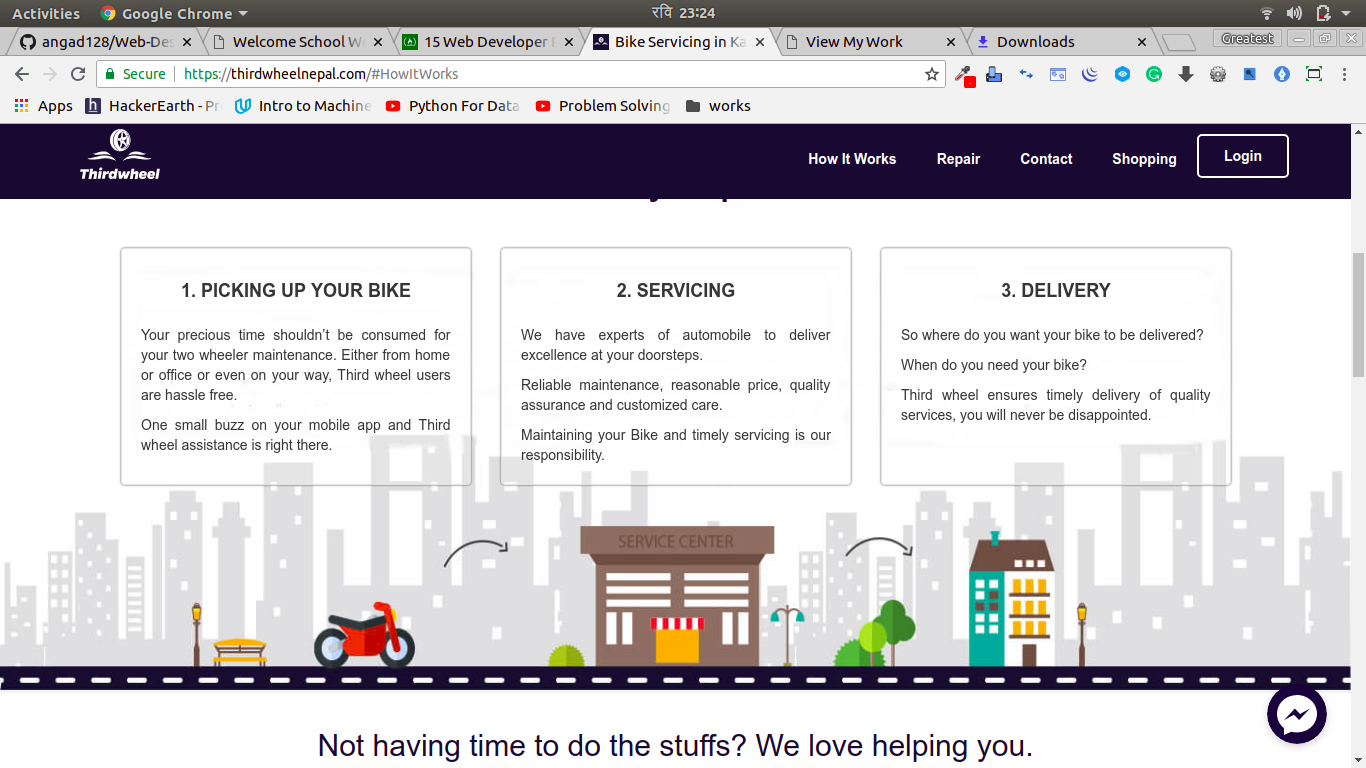 Activities Google Chrome रवि 23:24
angad128/Web-Des Welcome School W 15 Web Developer Bike Servicing in Ka View My Work Downloads Greatest
Secure https://thirdwheelnepal.com/#HowItWorks
Apps HackerEarth - Pr Intro to Machine Python For Data Problem Solving works
Thirdwheel How It Works Repair Contact Shopping Login
1. PICKING UP YOUR BIKE
Your precious time shouldn't be consumed for
your two wheeler maintenance. Either from home
or office or even on your way, Third wheel users
are hassle free.
One small buzz on your mobile app and Third
wheel assistance is right there.
2. SERVICING
We have experts of automobile to deliver
excellence at your doorsteps.
Reliable maintenance, reasonable price, quality
assurance and customized care.
Maintaining your Bike and timely servicing is our
responsibility.
3. DELIVERY
So where do you want your bike to be delivered?
When do you need your bike?
Third wheel ensures timely delivery of quality
services, you will never be disappointed.
SERVICE CENTER
Not having time to do the stuffs? We love helping you.